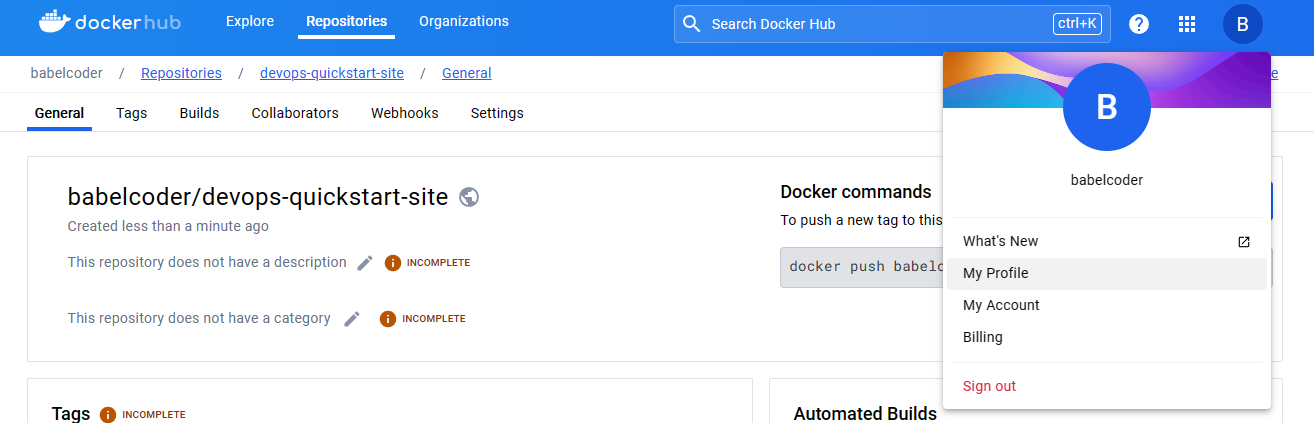 dockerhub
Explore
Repositories
Organizations
Search Docker Hub
ctrl+K
?
B
babelcoder / Repositories / devops-quickstart-site / General
General
Tags
Builds
Collaborators
Webhooks
Settings
babelcoder/devops-quickstart-site
Created less than a minute ago
This repository does not have a description
INCOMPLETE
This repository does not have a category
INCOMPLETE
Docker commands
To push a new tag to this
docker push babelc
Tags
INCOMPLETE
Automated Builds
B
babelcoder
What's New
My Profile
My Account
Billing
Sign out